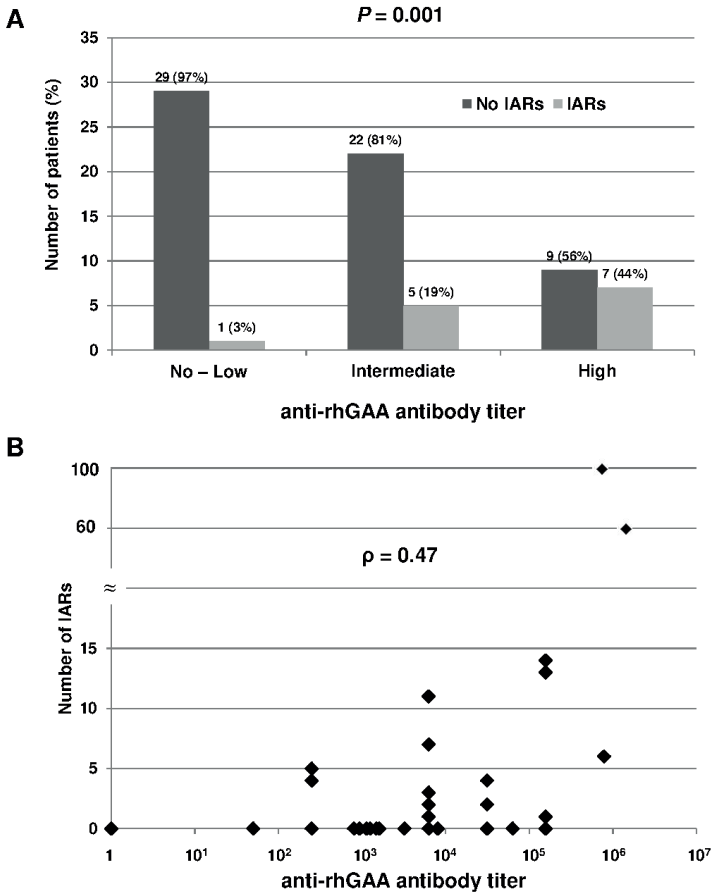 A
P = 0.001
35
30
25
20
15
10
5
0
Number of patients (%)
No IARs
IARs
29 (97%)
1 (3%)
22 (81%)
5 (19%)
9 (56%)
7 (44%)
No – Low
Intermediate
High
anti-rhGAA antibody titer
B
100
60
≈
15
10
5
0
Number of IARs
ρ = 0.47
1
10¹
10²
10³
10⁴
10⁵
10⁶
10⁷
anti-rhGAA antibody titer